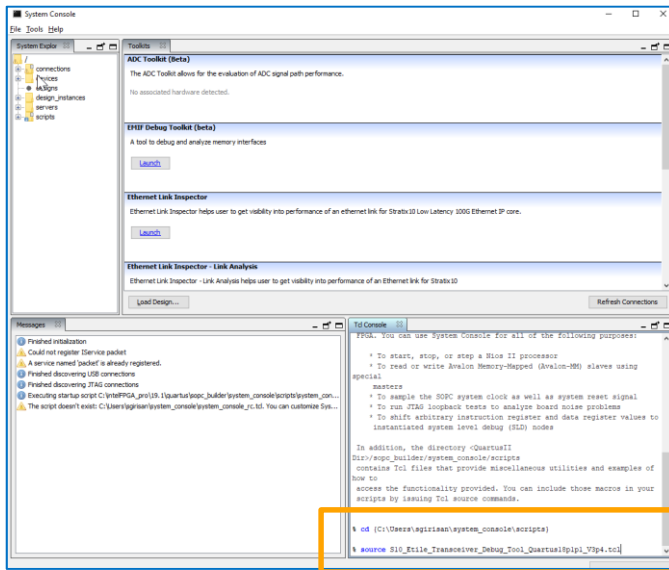 System Console
File Tools Help
System Explor
/
connections
devices
designs
design_instances
servers
scripts
Toolkits
ADC Toolkit (Beta)
The ADC Toolkit allows for the evaluation of ADC signal path performance.
No associated hardware detected.
EMIF Debug Toolkit (beta)
A tool to debug and analyze memory interfaces
Launch
Ethernet Link Inspector
Ethernet Link Inspector helps user to get visibility into performance of an ethernet link for Stratix10 Low Latency 100G Ethernet IP core.
Launch
Ethernet Link Inspector - Link Analysis
Ethernet Link Inspector - Link Analysis helps user to get visibility into performance of an Ethernet link for Stratix10
Load Design...
Refresh Connections
Messages
Finished initialization
Could not register IService packet
A service named 'packet' is already registered.
Finished discovering USB connections
Finished discovering JTAG connections
Executing startup script C:\intelFPGA_pro\19.1\quartus\sopc_builder\system_console\scripts\system_con...
The script doesn't exist: C:\Users\sgirisan\system_console\system_console_rc.tcl. You can customize Sys...
Tcl Console
FPGA. You can use System Console for all of the following purposes:
* To start, stop, or step a Nios II processor
* To read or write Avalon Memory-Mapped (Avalon-MM) slaves using
special
masters
* To sample the SOPC system clock as well as system reset signal
* To run JTAG loopback tests to analyze board noise problems
* To shift arbitrary instruction register and data register values to
instantiated system level debug (SLD) nodes
In addition, the directory <QuartusII
Dir>/sopc_builder/system_console/scripts
contains Tcl files that provide miscellaneous utilities and examples of
how to
access the functionality provided. You can include those macros in your
scripts by issuing Tcl source commands.
% cd {C:\Users\sgirisan\system_console\scripts}
% source S10_Etile_Transceiver_Debug_Tool_Quartus18p1p1_V3p4.tcl